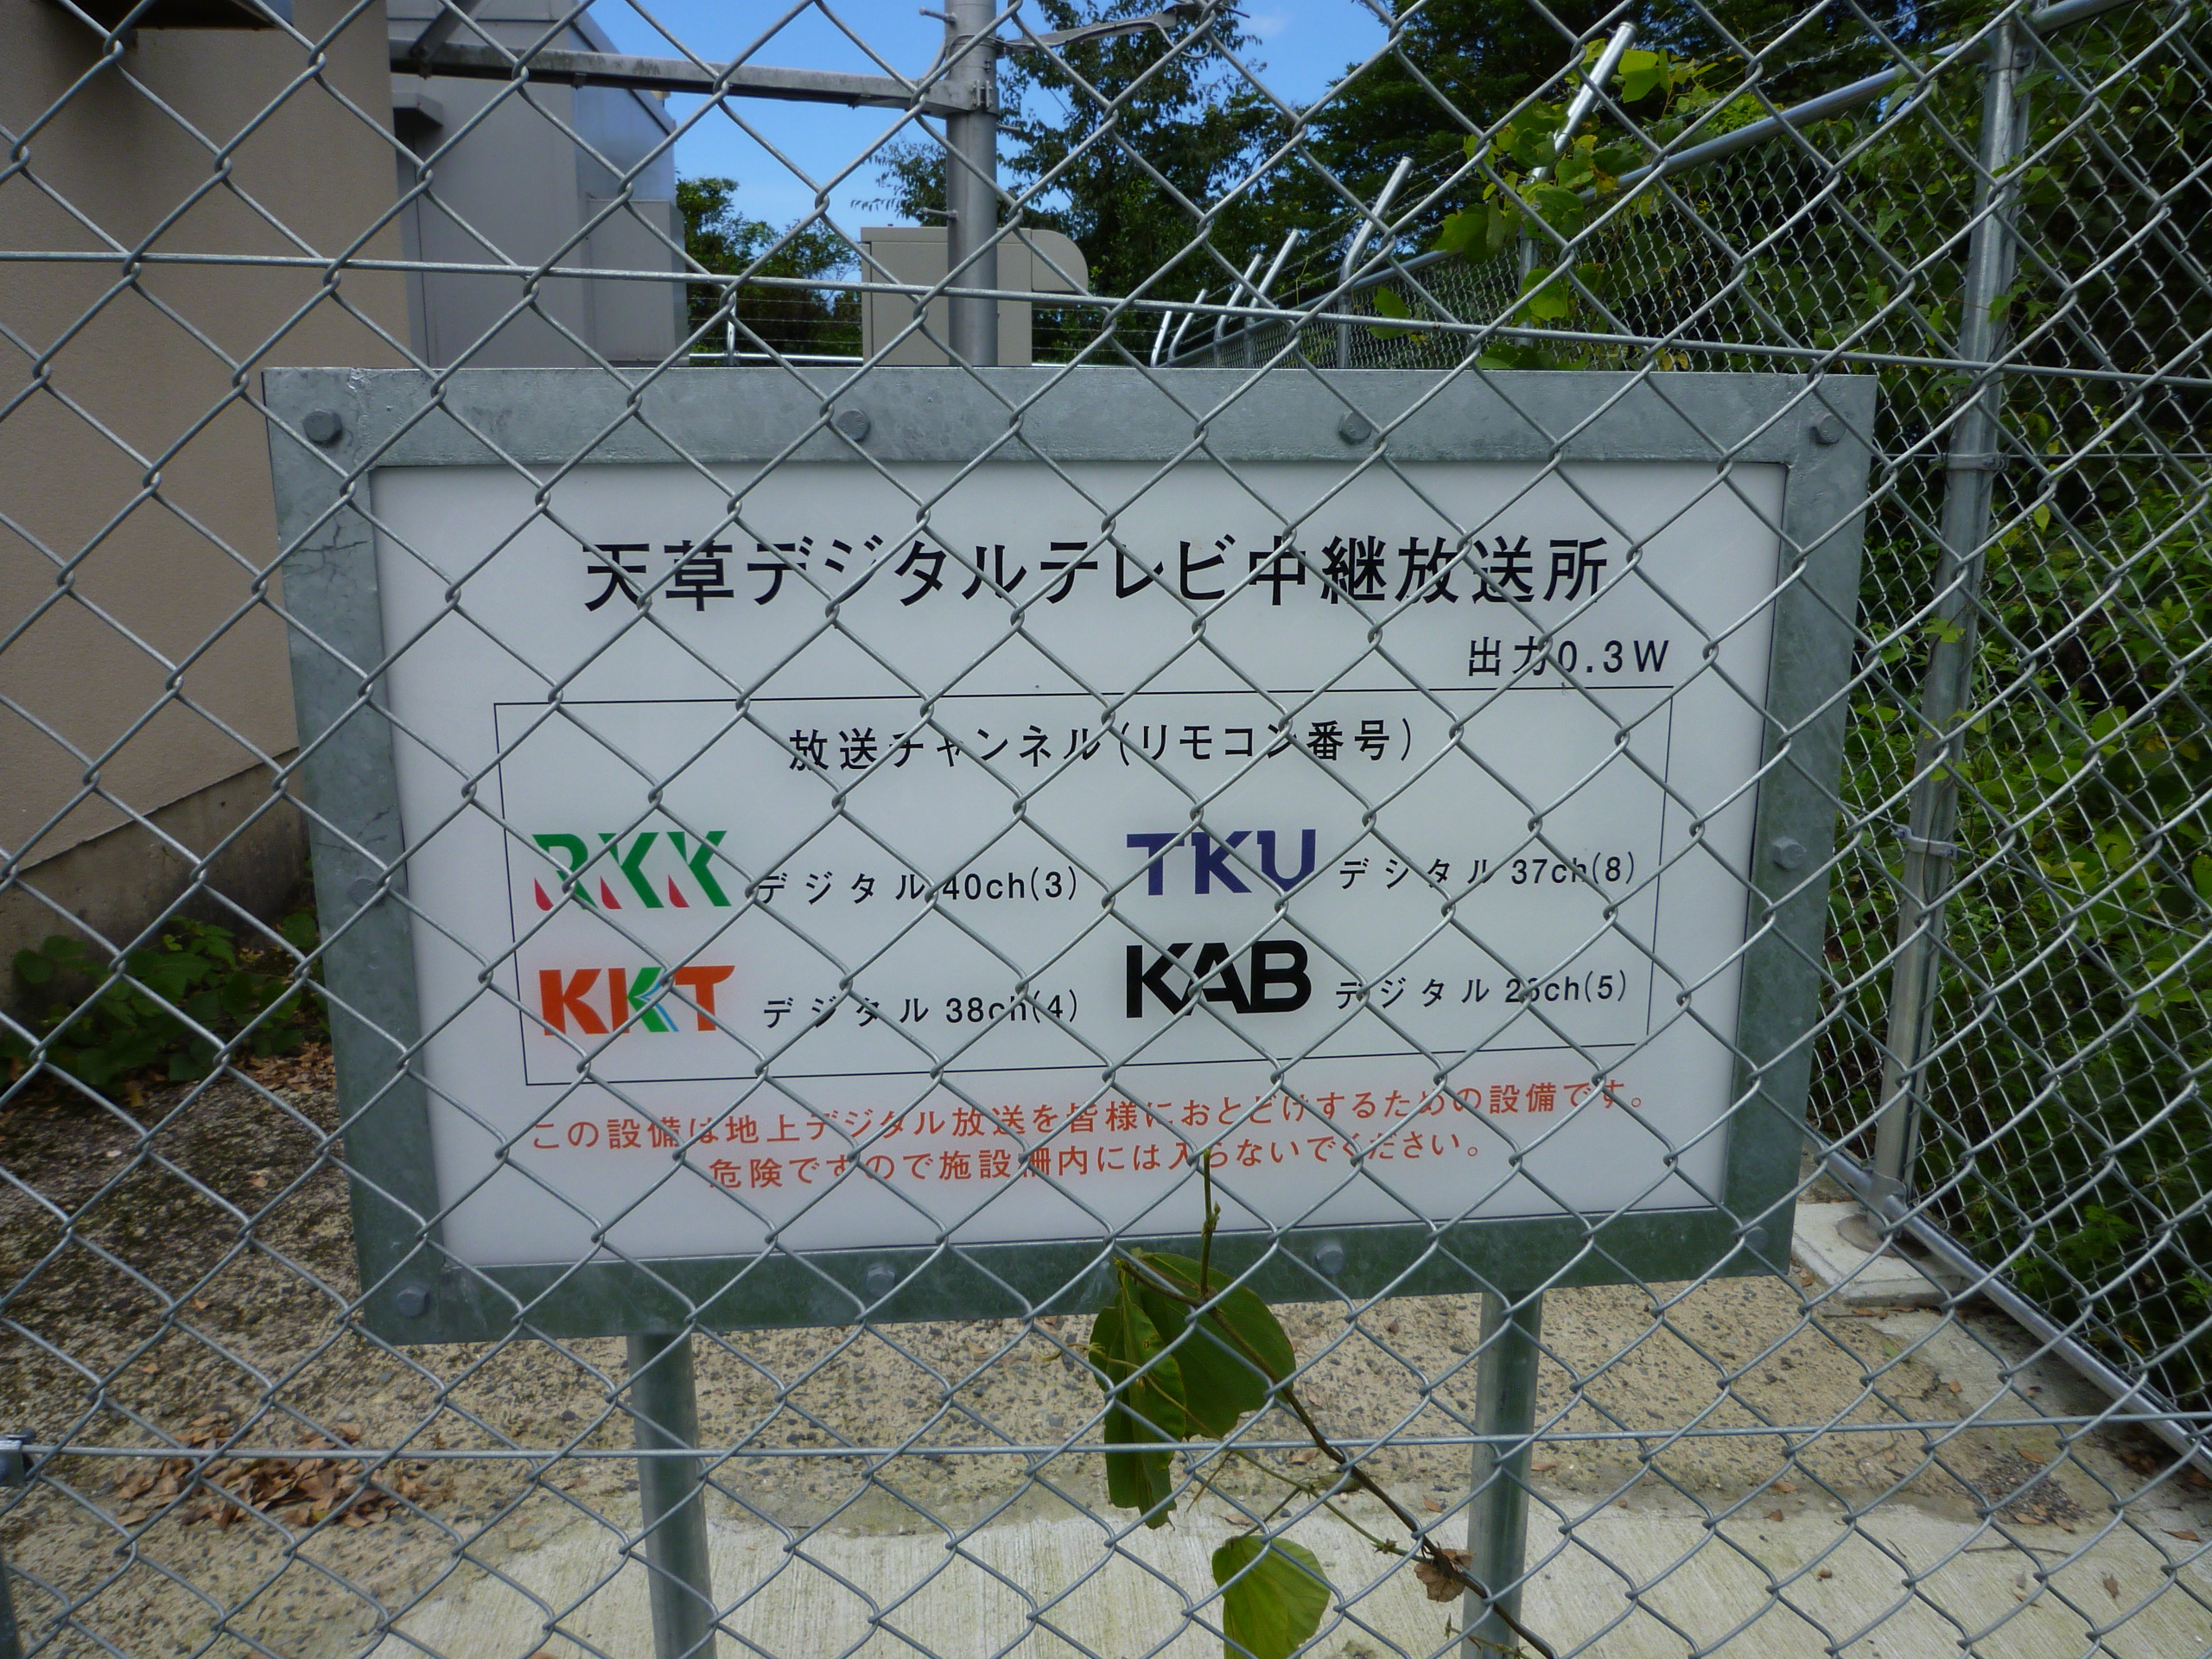 天草デジタルテレビ中継放送所
出力0.3W
放送チャンネル(リモコン番号)
RKK デジタル 40ch(3) TKU デジタル 37ch(8)
KKT デジタル 38ch(4) KAB デジタル
この設備は地上デジタル放送を皆様におとどけするための設備です。
危険ですので施設柵内には入らないでください。